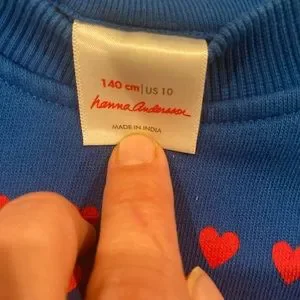 140 cm | US 10
hanna andersson
MADE IN INDIA